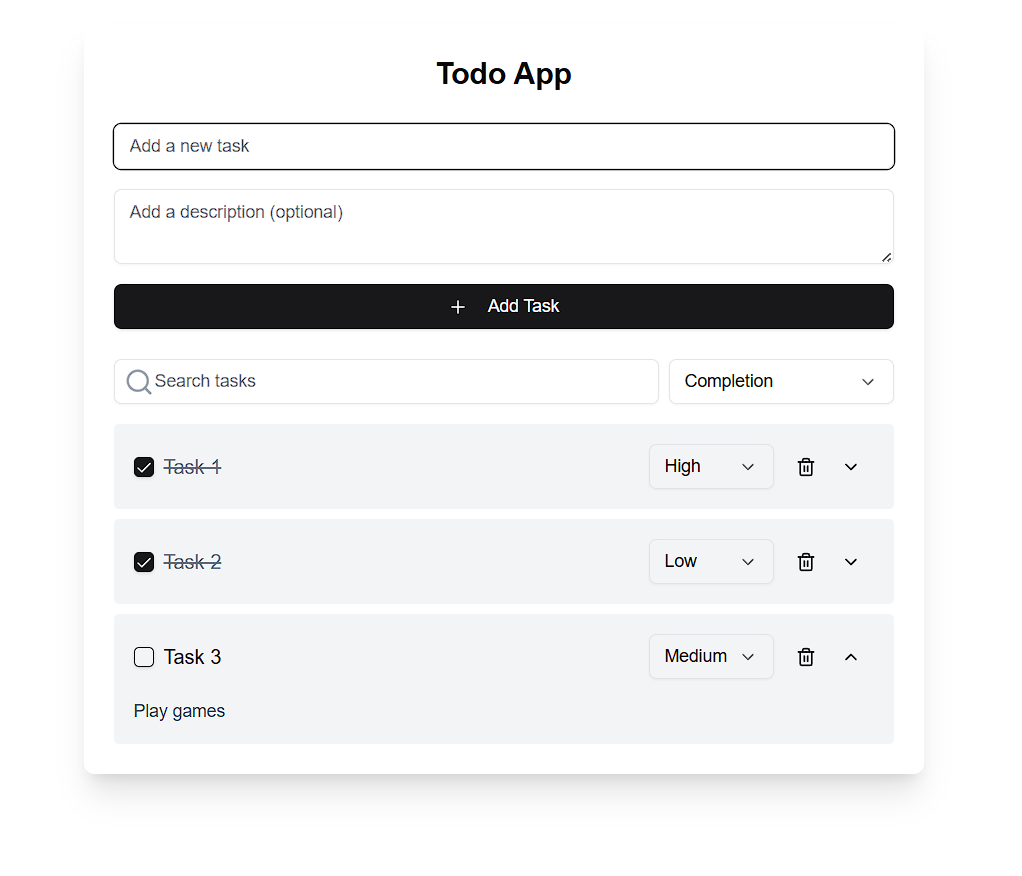 Todo App
Add a new task
Add a description (optional)
Add Task
Search tasks
Completion
Task 1
High
Task 2
Low
Task 3
Medium
Play games